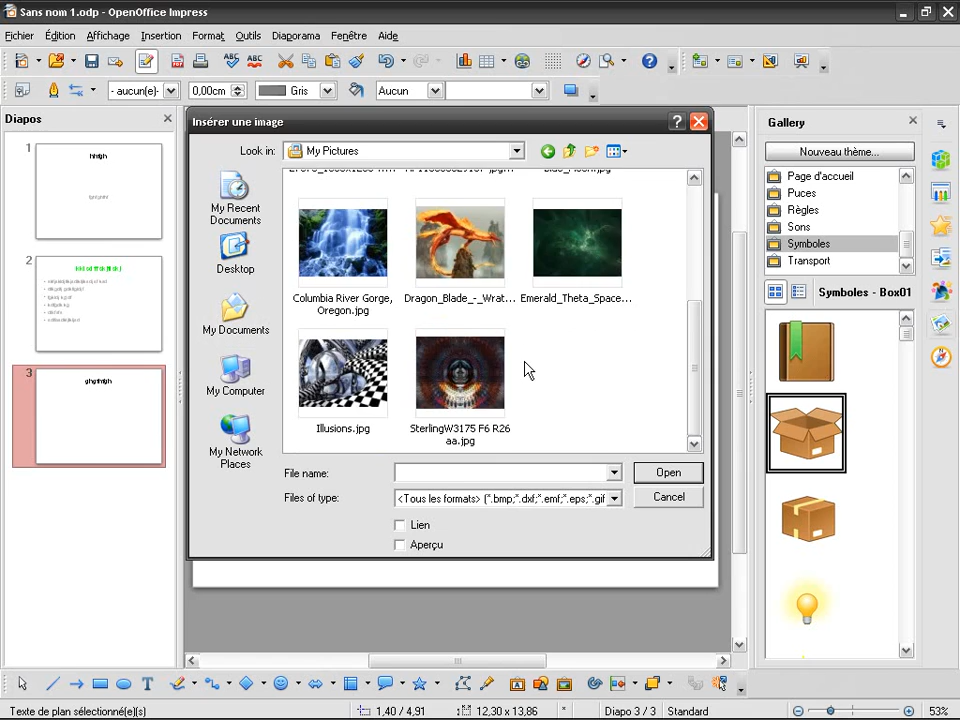 Sans nom 1.odp - OpenOffice Impress
Fichier Édition Affichage Insertion Format Outils Diaporama Fenêtre Aide
- aucun(e)- 0,00cm Gris Aucun
Diapos
1
2
3
ghgthfgh
Insérer une image
Look in: My Pictures
My Recent Documents
Desktop
My Documents
My Computer
My Network Places
Columbia River Gorge, Oregon.jpg
Dragon_Blade_-_Wrat...
Emerald_Theta_Space...
Illusions.jpg
SterlingW3175 F6 R26 aa.jpg
File name:
Open
Files of type: <Tous les formats> (*.bmp;*.dxf;*.emf;*.eps;*.gif
Cancel
Lien
Aperçu
Gallery
Nouveau thème...
Page d'accueil
Puces
Règles
Sons
Symboles
Transport
Symboles - Box01
Texte de plan sélectionné(e)(s) 1,40 / 4,91 12,30 x 13,86 * Diapo 3 / 3 Standard 53%